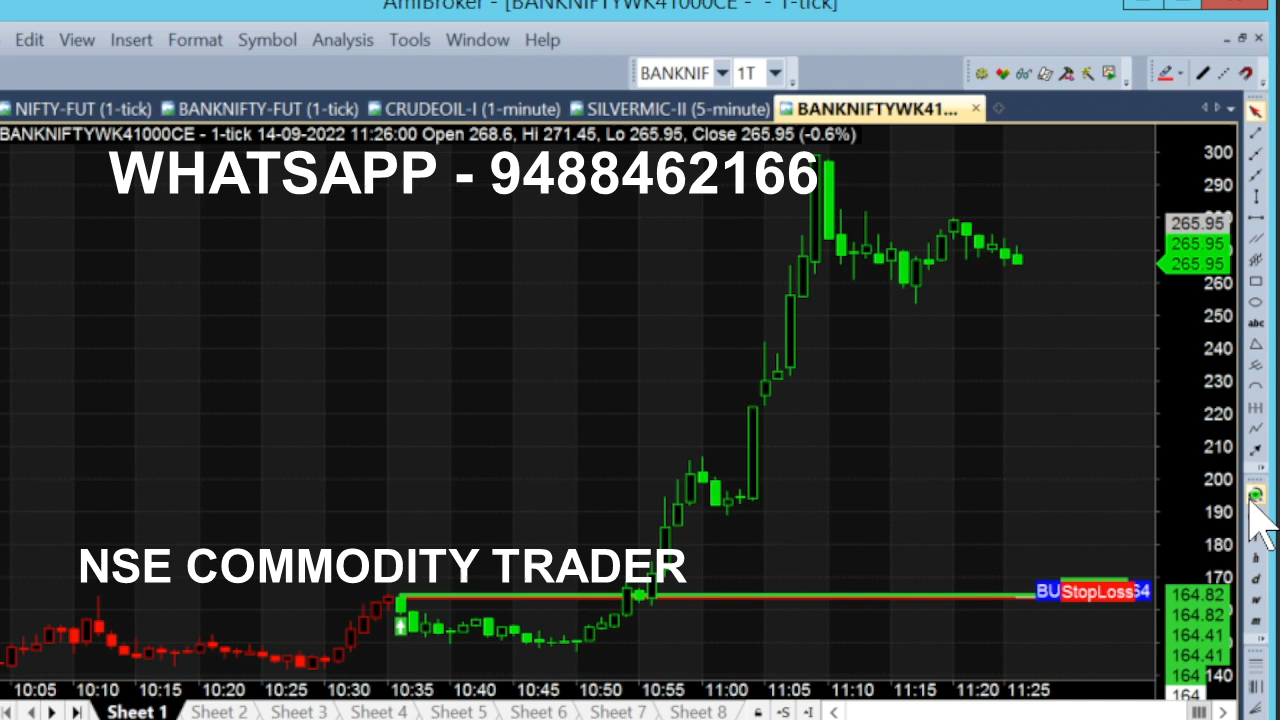 AmiBroker - [BANKNIFTYWK41000CE - - 1-tick]
Edit View Insert Format Symbol Analysis Tools Window Help
BANKNIF 1T
NIFTY-FUT (1-tick) BANKNIFTY-FUT (1-tick) CRUDEOIL-I (1-minute) SILVERMIC-II (5-minute) BANKNIFTYWK41...
BANKNIFTYWK41000CE - 1-tick 14-09-2022 11:26:00 Open 268.6, Hi 271.45, Lo 265.95, Close 265.95 (-0.6%)
WHATSAPP - 9488462166
300
290
265.95
265.95
265.95
260
250
abc
240
230
220
210
200
190
180
NSE COMMODITY TRADER
170
h
d
w
m
BU StopLoss 64
164.82
164.82
164.41
164.41
164 140
164
10:05 10:10 10:15 10:20 10:25 10:30 10:35 10:40 10:45 10:50 10:55 11:00 11:05 11:10 11:15 11:20 11:25
Sheet 1 Sheet 2 Sheet 3 Sheet 4 Sheet 5 Sheet 6 Sheet 7 Sheet 8